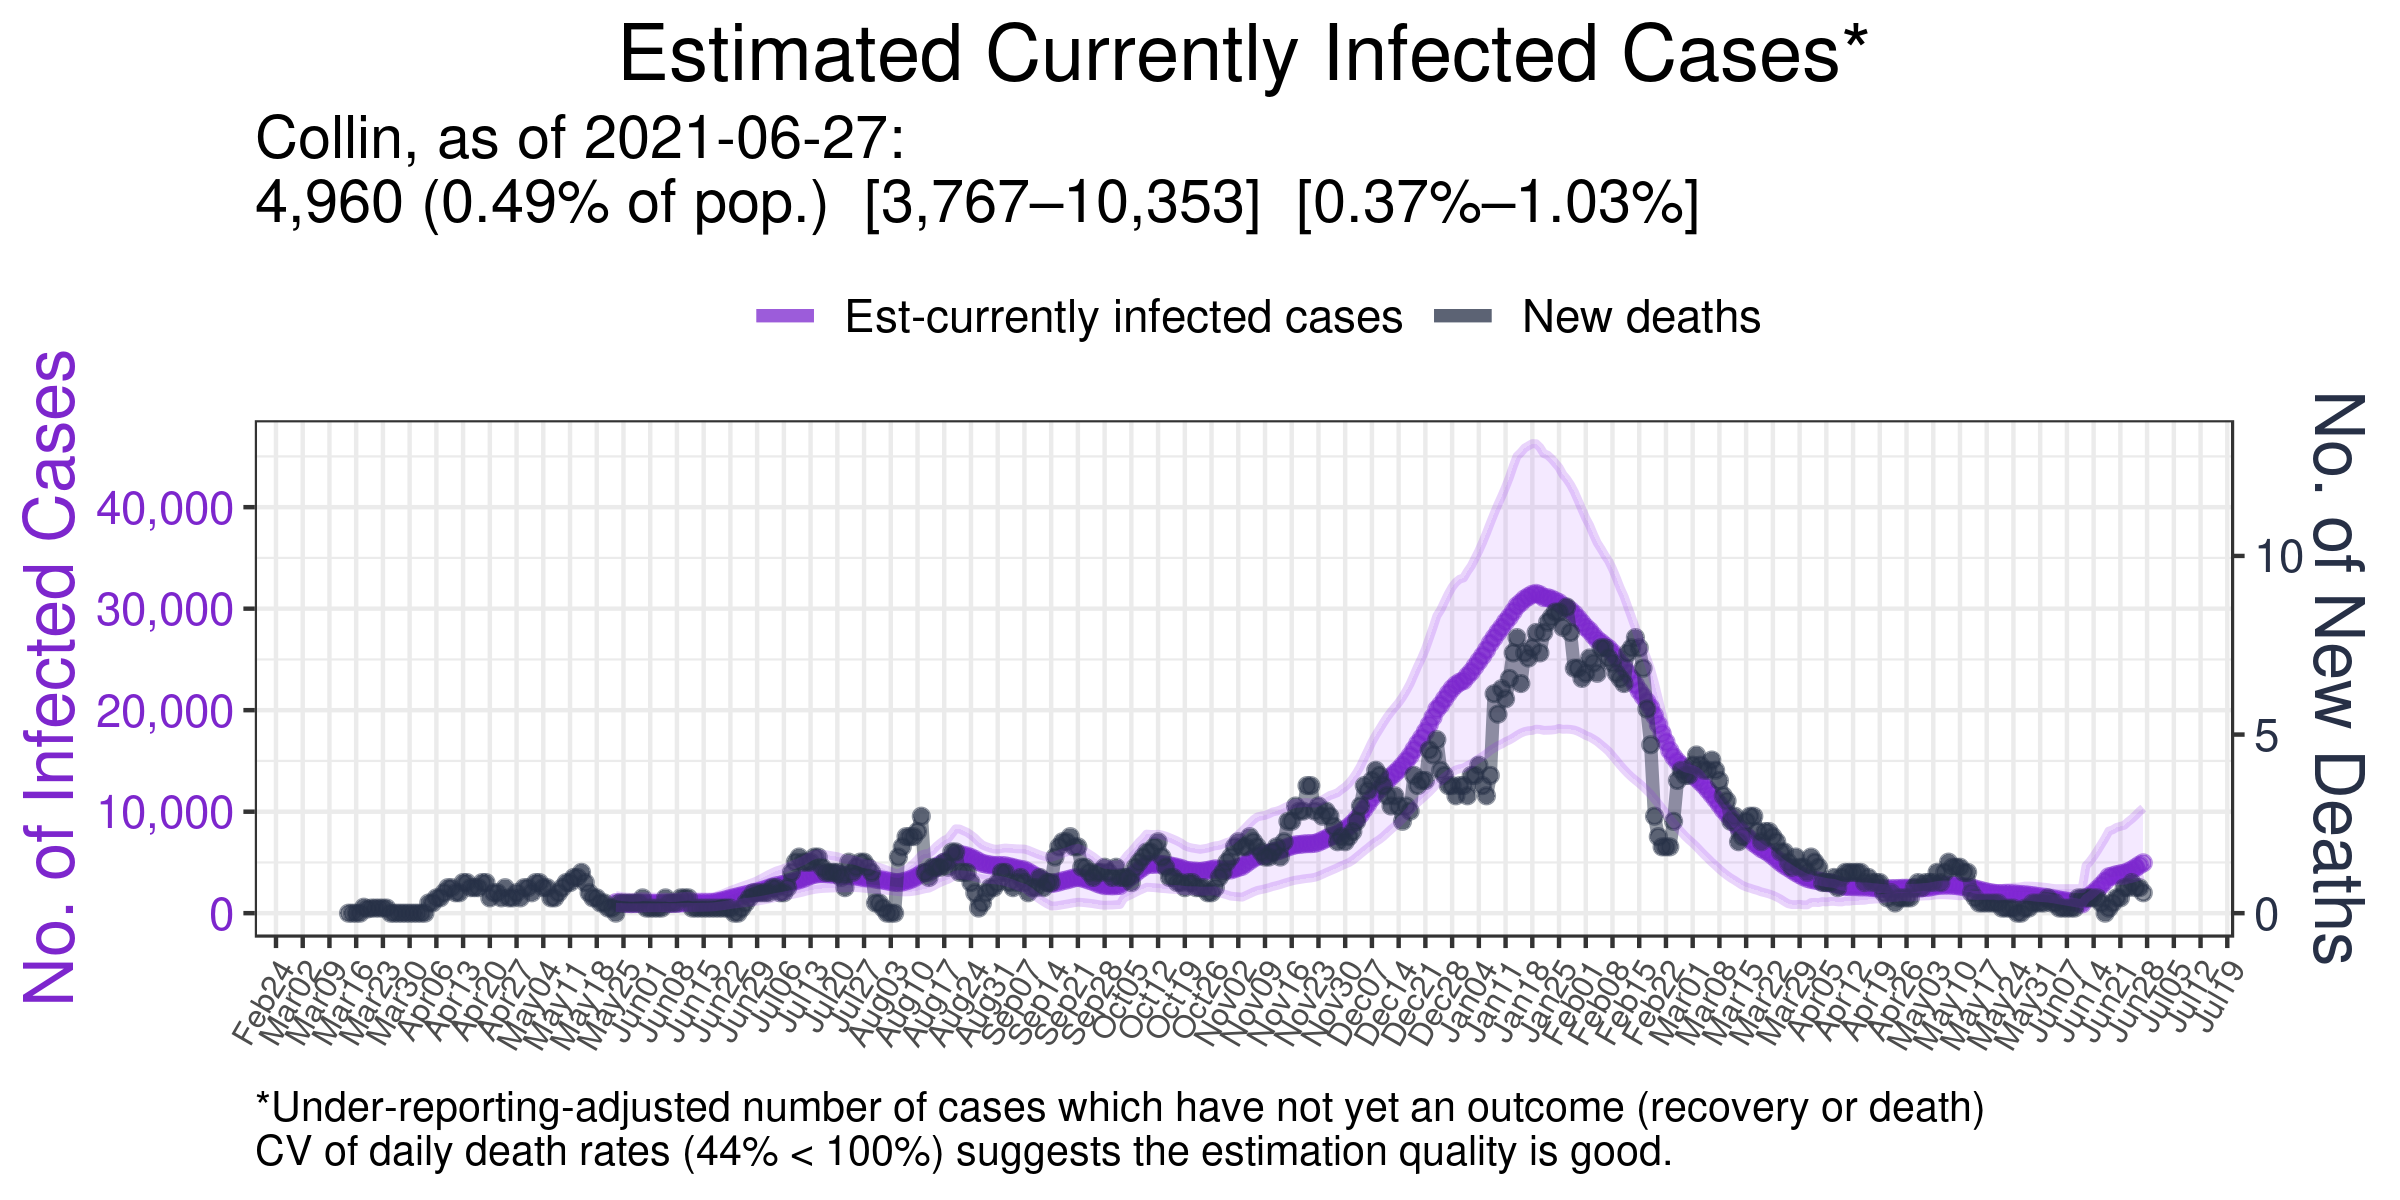 Estimated Currently Infected Cases*
Collin, as of 2021-06-27:
4,960 (0.49% of pop.)  [3,767–10,353]  [0.37%–1.03%]
Est-currently infected cases
New deaths
No. of Infected Cases
40,000
30,000
20,000
10,000
0
10
5
0
No. of New Deaths
Feb24
Mar02
Mar09
Mar16
Mar23
Mar30
Apr06
Apr13
Apr20
Apr27
May04
May11
May18
May25
Jun01
Jun08
Jun15
Jun22
Jun29
Jul06
Jul13
Jul20
Jul27
Aug03
Aug10
Aug17
Aug24
Aug31
Sep07
Sep14
Sep21
Sep28
Oct05
Oct12
Oct19
Oct26
Nov02
Nov09
Nov16
Nov23
Nov30
Dec07
Dec14
Dec21
Dec28
Jan04
Jan11
Jan18
Jan25
Feb01
Feb08
Feb15
Feb22
Mar01
Mar08
Mar15
Mar22
Mar29
Apr05
Apr12
Apr19
Apr26
May03
May10
May17
May24
May31
Jun07
Jun14
Jun21
Jun28
Jul05
Jul12
Jul19
*Under-reporting-adjusted number of cases which have not yet an outcome (recovery or death)
CV of daily death rates (44% < 100%) suggests the estimation quality is good.